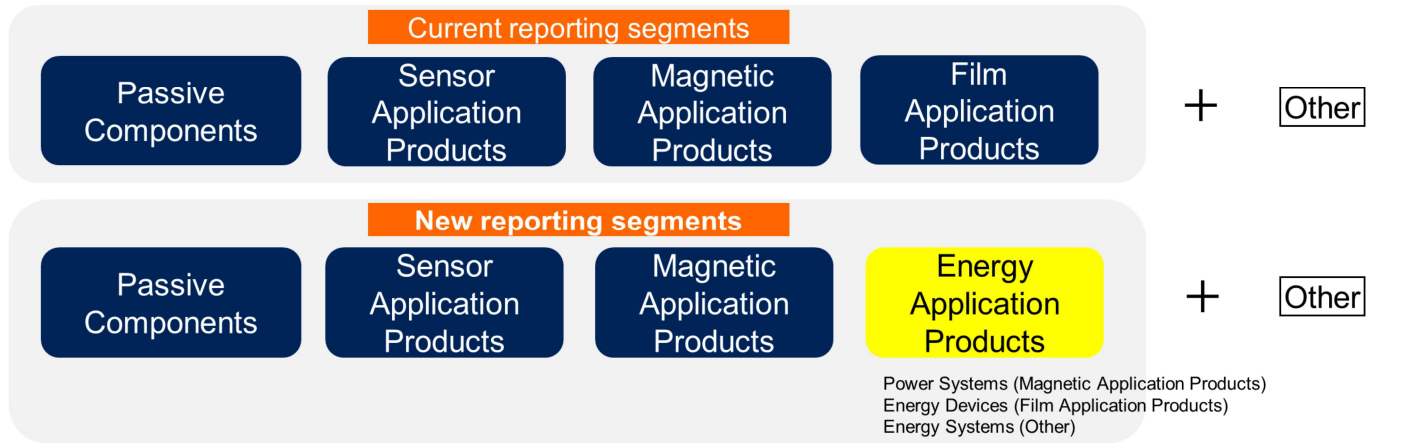 Current reporting segments
Passive
Components
Sensor
Application
Products
Magnetic
Application
Products
Film
Application
Products
+
Other
New reporting segments
Passive
Components
Sensor
Application
Products
Magnetic
Application
Products
Energy
Application
Products
+
Other
Power Systems (Magnetic Application Products)
Energy Devices (Film Application Products)
Energy Systems (Other)